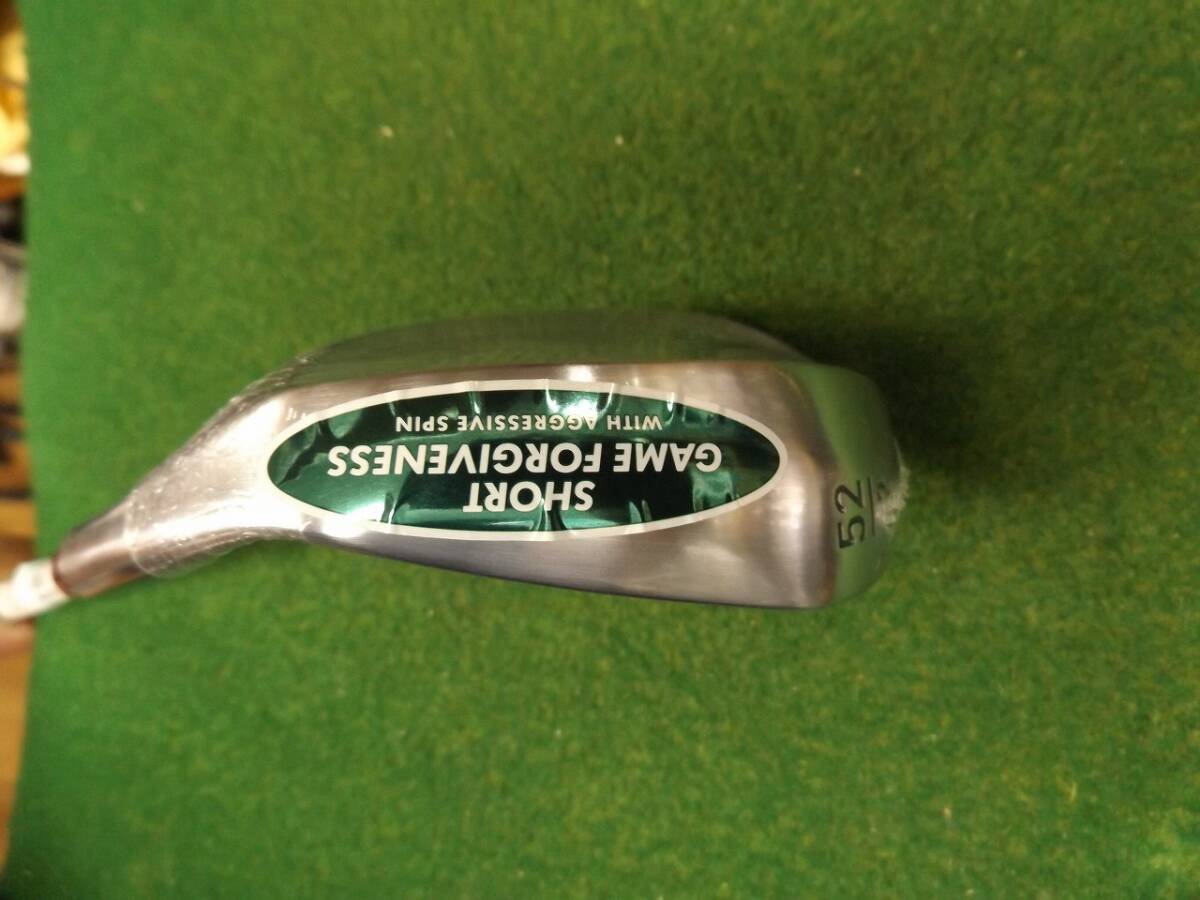 SHORT
GAME FORGIVENESS
WITH AGGRESSIVE SPIN
52